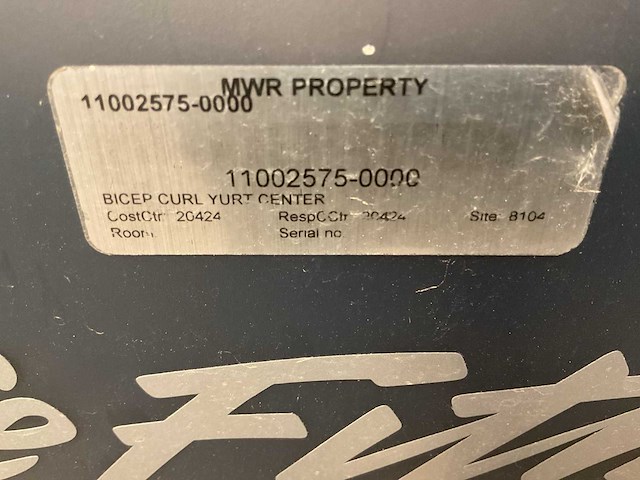 MWR PROPERTY
11002575-0000
11002575-0000
BICEP CURL YURT CENTER
CostCtr: 20424 RespCCtr: 20424 Site: 8104
Room: Serial no.
e Fitn